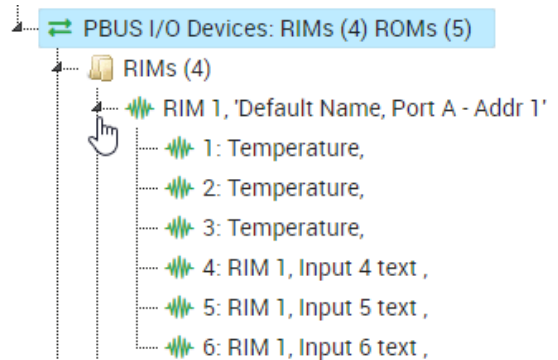 PBUS I/O Devices: RIMs (4) ROMs (5)
RIMs (4)
RIM 1, 'Default Name, Port A - Addr 1'
1: Temperature,
2: Temperature,
3: Temperature,
4: RIM 1, Input 4 text ,
5: RIM 1, Input 5 text ,
6: RIM 1, Input 6 text ,